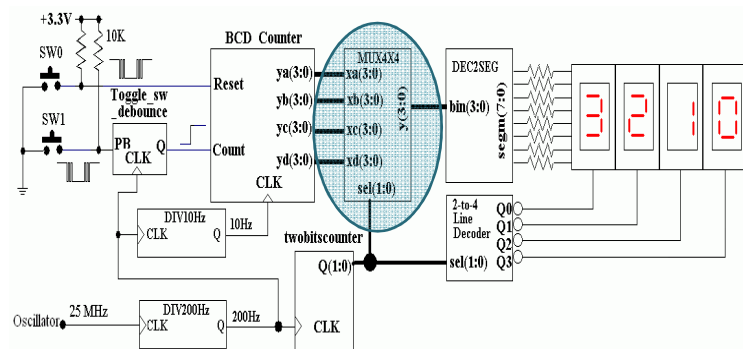 +3.3V
10K
SW0
SW1
Toggle_sw
_debounce
PB
Q
CLK
BCD Counter
Reset
Count
ya(3:0)
yb(3:0)
yc(3:0)
yd(3:0)
CLK
MUX4X4
xa(3:0)
xb(3:0)
xc(3:0)
xd(3:0)
y(3:0)
sel(1:0)
DEC2SEG
bin(3:0)
segm(7:0)
3 2 1 0
2-to-4
Line
Decoder
Q0
Q1
Q2
Q3
sel(1:0)
DIV10Hz
CLK
Q
10Hz
twobitscounter
Q(1:0)
CLK
Oscillator
25 MHz
DIV200Hz
CLK
Q
200Hz